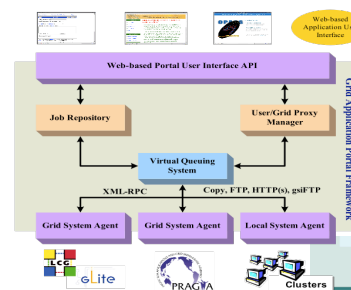 Web-based
Application User
Interface
Web-based Portal User Interface API
Job Repository
User/Grid Proxy
Manager
Virtual Queuing
System
XML-RPC
Copy, FTP, HTTP(s), gsiFTP
Grid System Agent
Grid System Agent
Local System Agent
Grid Application Portal Framework
LCG
gLite
PRAGMA
Clusters